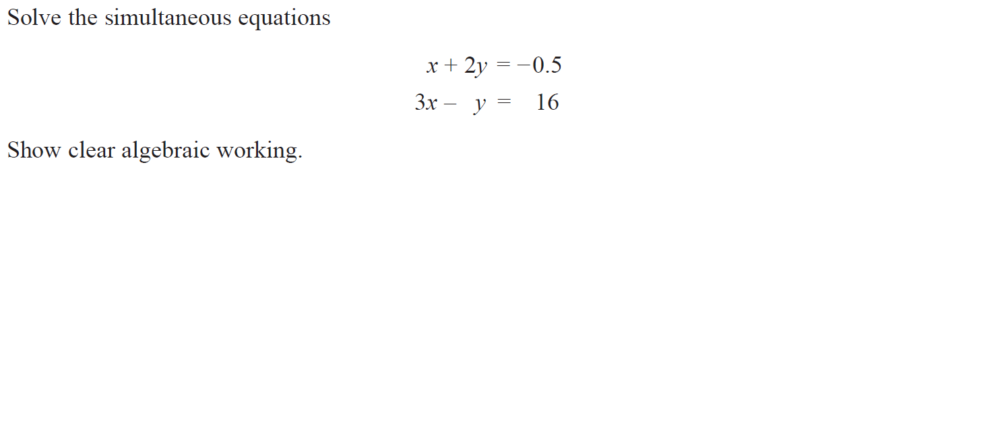 Solve the simultaneous equations
x + 2y = −0.5
3x − y = 16
Show clear algebraic working.